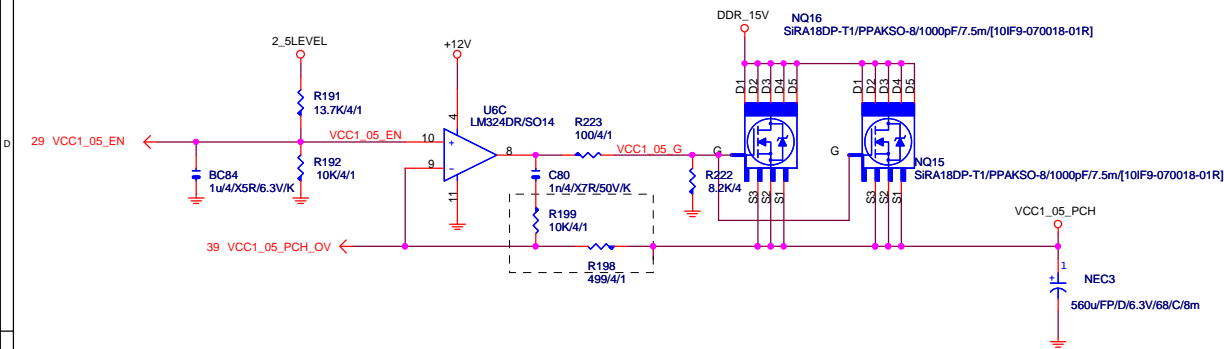 DDR_15V
NQ16
SiRA18DP-T1/PPAKSO-8/1000pF/7.5m/[10IF9-070018-01R]
2_5LEVEL
+12V
D1 D2 D3 D4 D5
D1 D2 D3 D4 D5
R191
13.7K/4/1
U6C
LM324DR/SO14
4
R223
100/4/1
D
29 VCC1_05_EN
VCC1_05_EN
10
+
9
-
8
11
VCC1_05_G
G
G
BC84
1u/4/X5R/6.3V/K
R192
10K/4/1
C80
1n/4/X7R/50V/K
R222
8.2K/4
NQ15
SiRA18DP-T1/PPAKSO-8/1000pF/7.5m/[10IF9-070018-01R]
S3 S2 S1
S3 S2 S1
R199
10K/4/1
VCC1_05_PCH
39 VCC1_05_PCH_OV
R198
499/4/1
1
+
NEC3
560u/FP/D/6.3V/68/C/8m